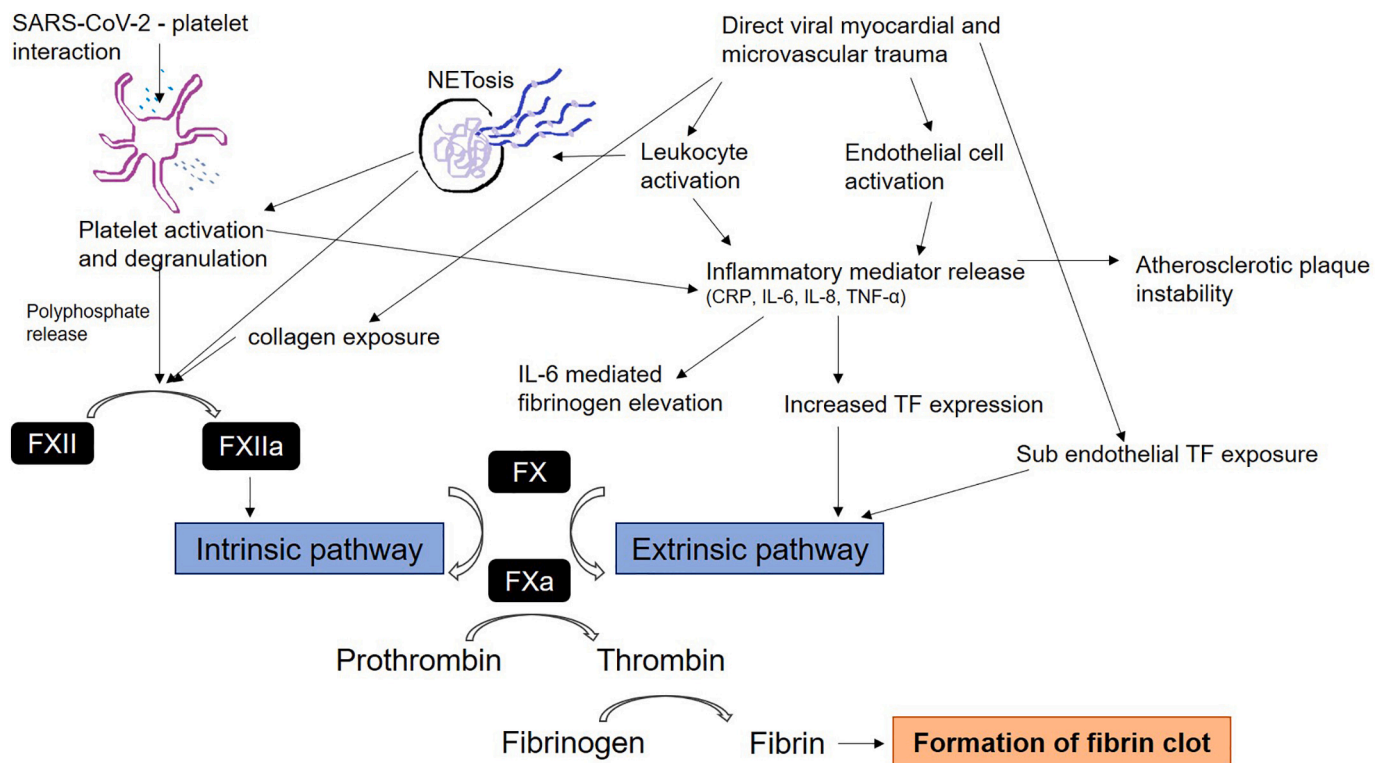 SARS-CoV-2 - platelet
interaction
Direct viral myocardial and
microvascular trauma
NETosis
Leukocyte
activation
Endothelial cell
activation
Platelet activation
and degranulation
Inflammatory mediator release
(CRP, IL-6, IL-8, TNF-α)
Atherosclerotic plaque
instability
Polyphosphate
release
collagen exposure
IL-6 mediated
fibrinogen elevation
Increased TF expression
FXII
FXIIa
FX
Sub endothelial TF exposure
Intrinsic pathway
Extrinsic pathway
FXa
Prothrombin
Thrombin
Fibrinogen
Fibrin
Formation of fibrin clot